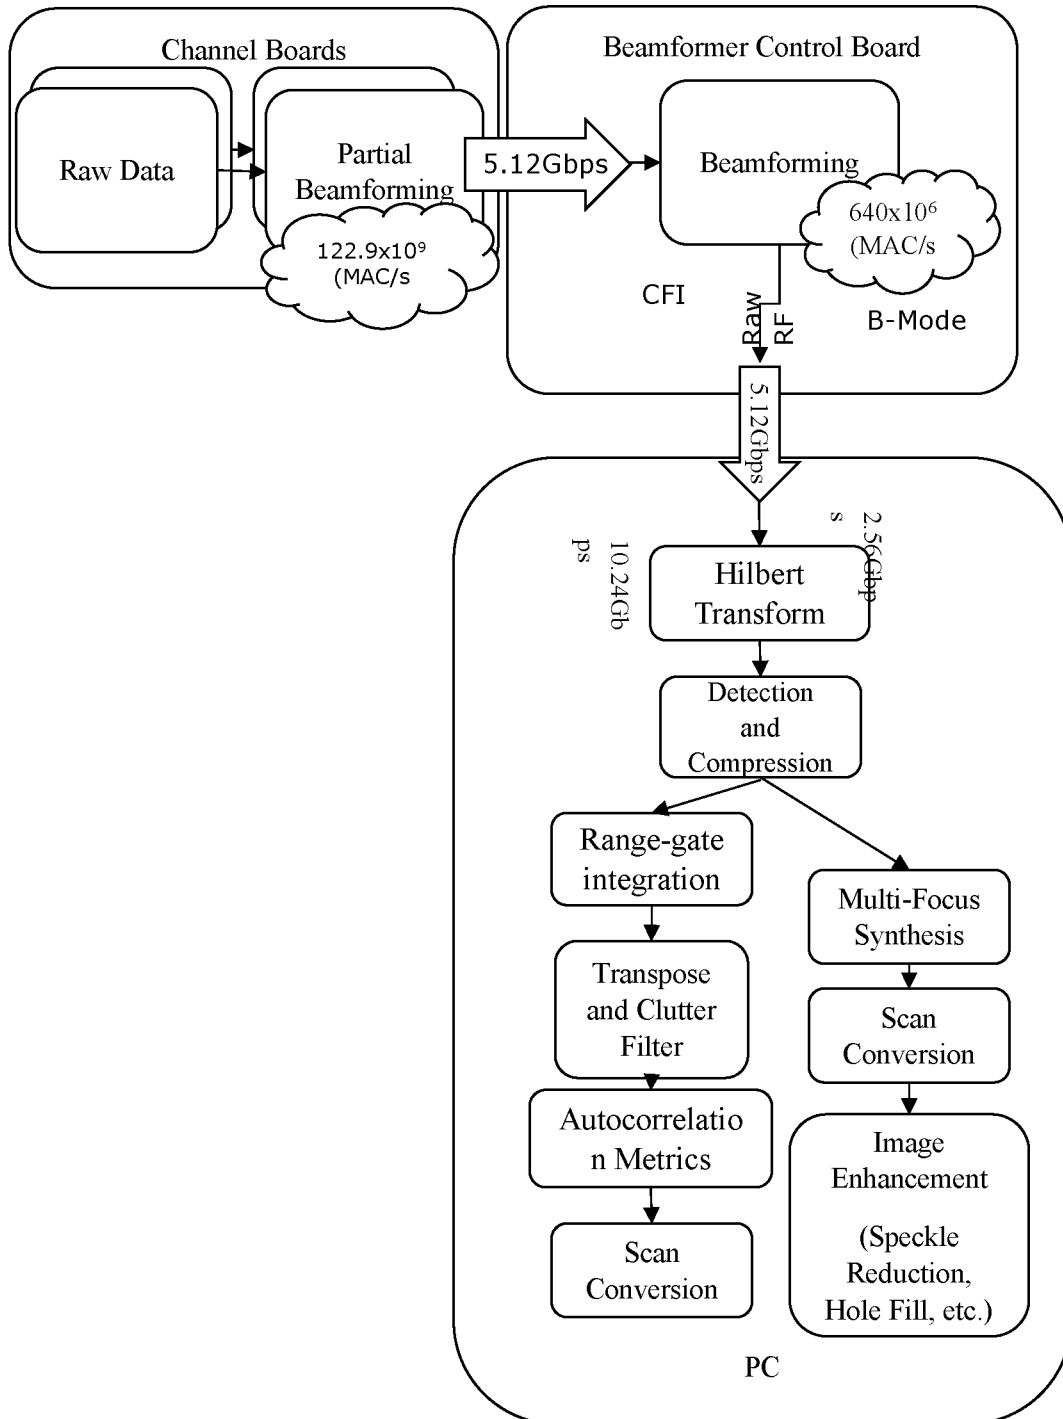 Channel Boards
Raw Data
Partial
Beamforming
122.9x10⁹
(MAC/s
5.12Gbps
Beamformer Control Board
Beamforming
640x10⁶
(MAC/s
CFI
Raw
RF
B-Mode
5.12Gbps
2.56Gbp
s
10.24Gb
ps
Hilbert
Transform
Detection
and
Compression
Range-gate
integration
Transpose
and Clutter
Filter
Autocorrelatio
n Metrics
Scan
Conversion
Multi-Focus
Synthesis
Scan
Conversion
Image
Enhancement
(Speckle
Reduction,
Hole Fill, etc.)
PC